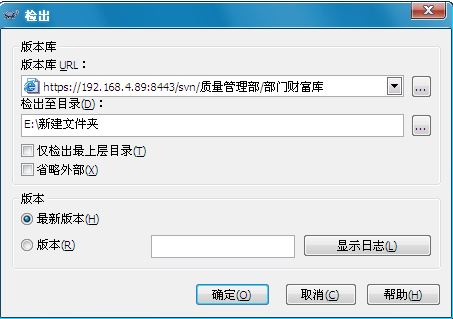 检出
版本库
版本库 URL：
https://192.168.4.89:8443/svn/质量管理部/部门财富库
...
检出至目录(D)：
E:\新建文件夹
...
仅检出最上层目录(T)
省略外部(X)
版本
最新版本(H)
版本(R)
显示日志(L)
确定(O) 取消(C) 帮助(H)